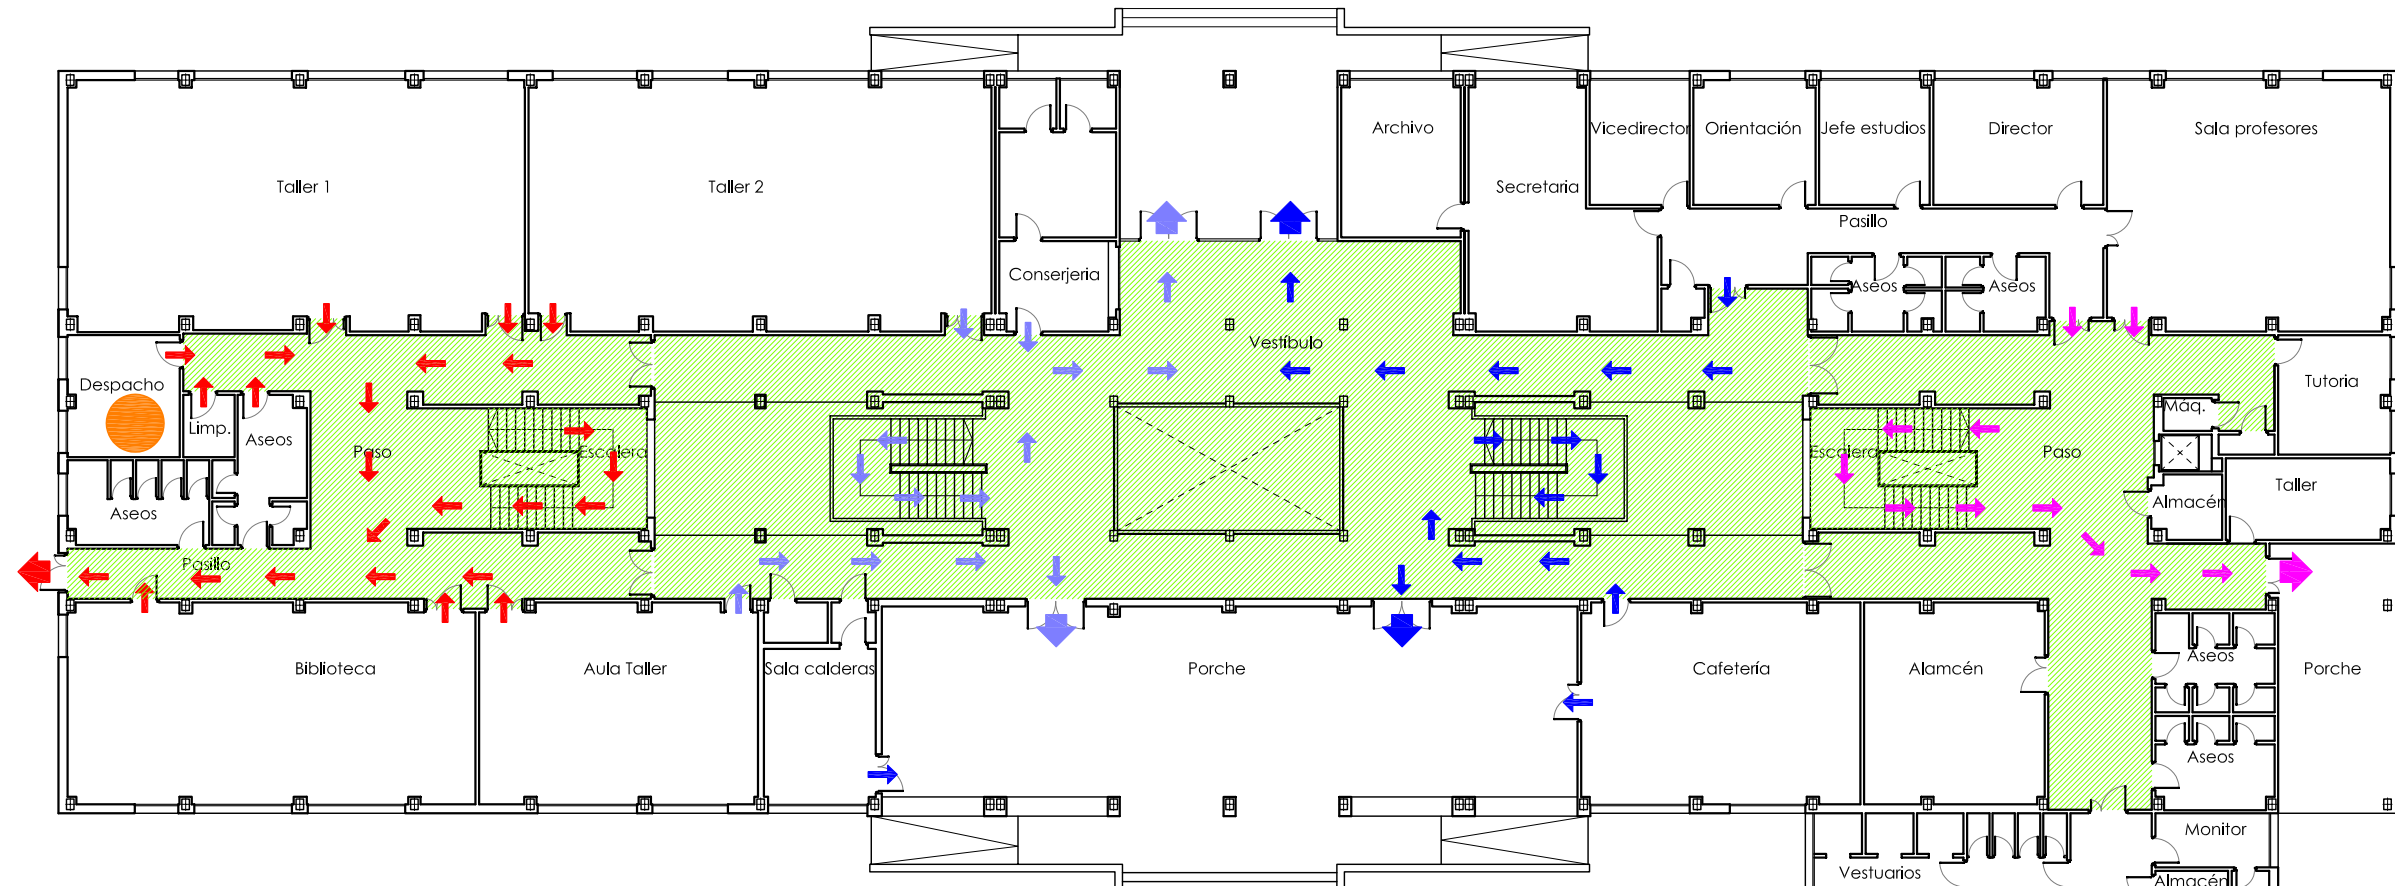 Archivo
Vicedirector
Orientación
Jefe estudios
Director
Sala profesores
Taller 1
Taller 2
Secretaria
Pasillo
Conserjeria
Aseos
Aseos
Vestíbulo
Despacho
Tutoria
Máq.
Limp.
Aseos
Paso
Escalera
Escalera
Paso
Taller
Almacén
Aseos
Pasillo
Biblioteca
Aula Taller
Sala calderas
Porche
Cafetería
Alamcén
Aseos
Porche
Aseos
Monitor
Vestuarios
Almacén